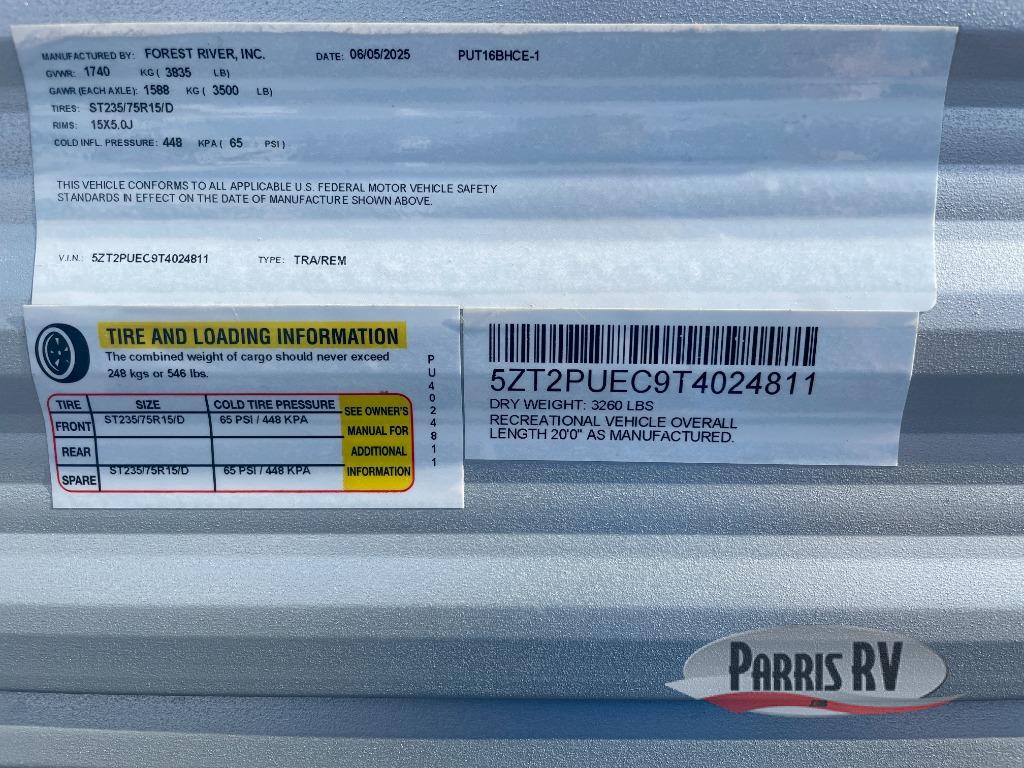 MANUFACTURED BY: FOREST RIVER, INC. DATE: 06/05/2025 PUT16BHCE-1
GVWR: 1740 KG ( 3835 LB)
GAWR (EACH AXLE): 1588 KG ( 3500 LB)
TIRES: ST235/75R15/D
RIMS: 15X5.0J
COLD INFL. PRESSURE: 448 KPA ( 65 PSI )
THIS VEHICLE CONFORMS TO ALL APPLICABLE U.S. FEDERAL MOTOR VEHICLE SAFETY
STANDARDS IN EFFECT ON THE DATE OF MANUFACTURE SHOWN ABOVE.
V.I.N.: 5ZT2PUEC9T4024811 TYPE: TRA/REM
TIRE AND LOADING INFORMATION
The combined weight of cargo should never exceed
248 kgs or 546 lbs.
TIRE SIZE COLD TIRE PRESSURE
FRONT ST235/75R15/D 65 PSI / 448 KPA
REAR
SPARE ST235/75R15/D 65 PSI / 448 KPA
SEE OWNER'S
MANUAL FOR
ADDITIONAL
INFORMATION
PU4024811
5ZT2PUEC9T4024811
DRY WEIGHT: 3260 LBS
RECREATIONAL VEHICLE OVERALL
LENGTH 20'0" AS MANUFACTURED.
PARRIS RV
.com